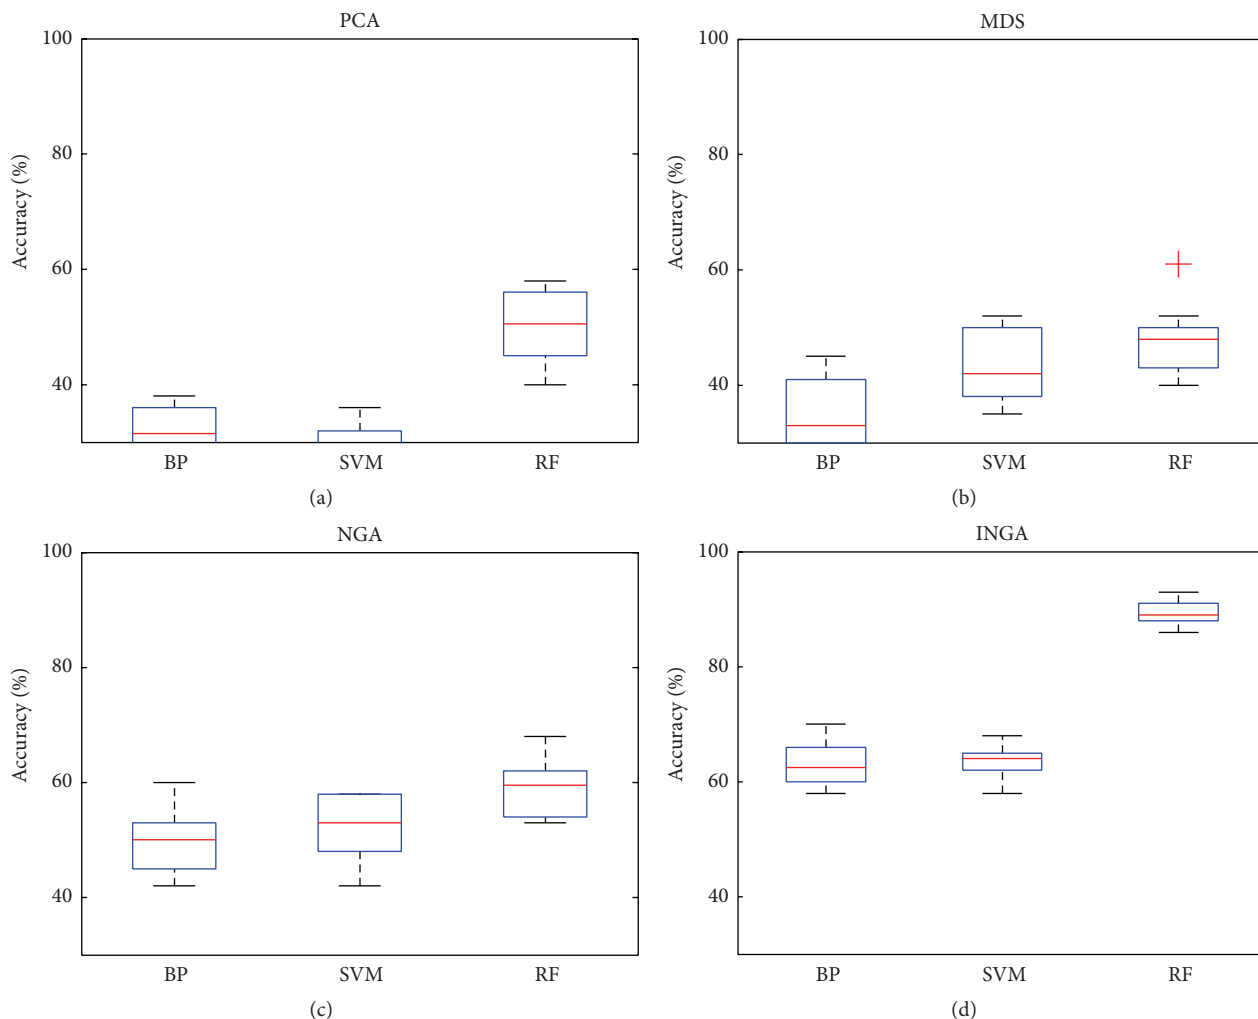 PCA
100
80
60
40
Accuracy (%)
BP SVM RF
(a)
MDS
100
80
60
40
Accuracy (%)
BP SVM RF
(b)
NGA
100
80
60
40
Accuracy (%)
BP SVM RF
(c)
INGA
100
80
60
40
Accuracy (%)
BP SVM RF
(d)